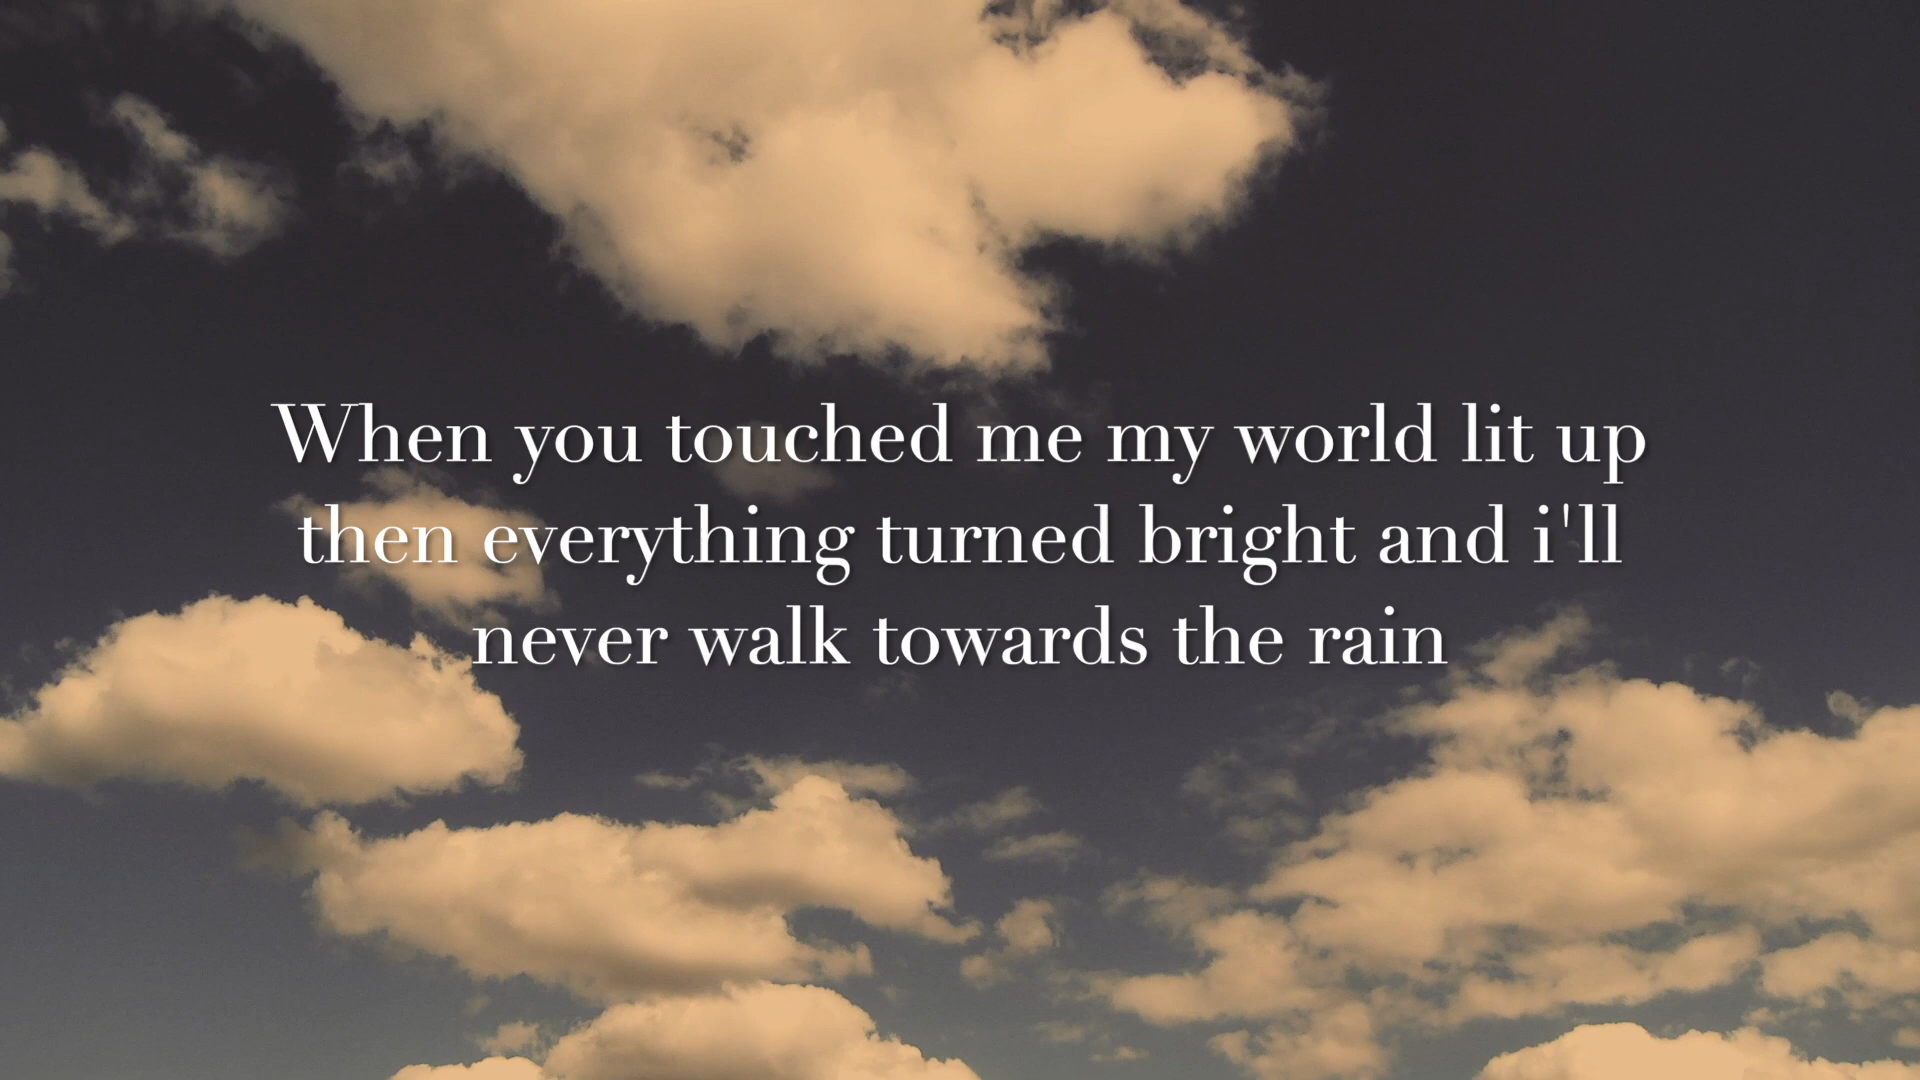 When you touched me my world lit up
then everything turned bright and i'll
never walk towards the rain